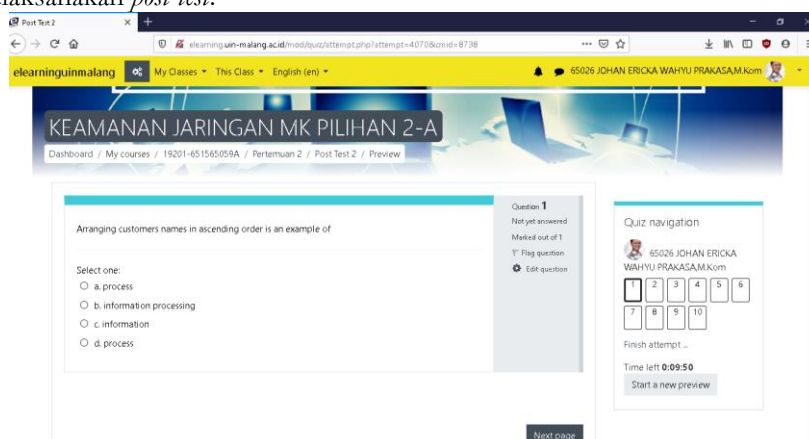 laksanakan post test.
Post Test 2
elearning.uin-malang.ac.id/mod/quiz/attempt.php?attempt=4070&cmid=8738
elearninguinmalang My Classes This Class English (en) 65026 JOHAN ERICKA WAHYU PRAKASA,M.Kom
KEAMANAN JARINGAN MK PILIHAN 2-A
Dashboard / My courses / 19201-651565059A / Pertemuan 2 / Post Test 2 / Preview
Arranging customers names in ascending order is an example of
Select one:
a. process
b. information processing
c. information
d. process
Question 1
Not yet answered
Marked out of 1
Flag question
Edit question
Next page
Quiz navigation
65026 JOHAN ERICKA
WAHYU PRAKASA,M.Kom
1 2 3 4 5 6
7 8 9 10
Finish attempt ...
Time left 0:09:50
Start a new preview